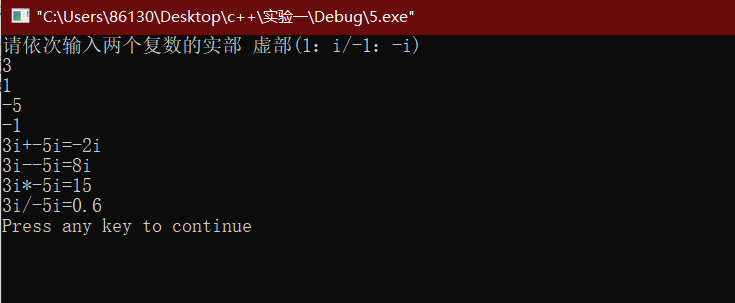 "C:\Users\86130\Desktop\c++\实验一\Debug\5.exe"
请依次输入两个复数的实部 虚部(1：i/-1：-i)
3
1
-5
-1
3i+-5i=-2i
3i--5i=8i
3i*-5i=15
3i/-5i=0.6
Press any key to continue